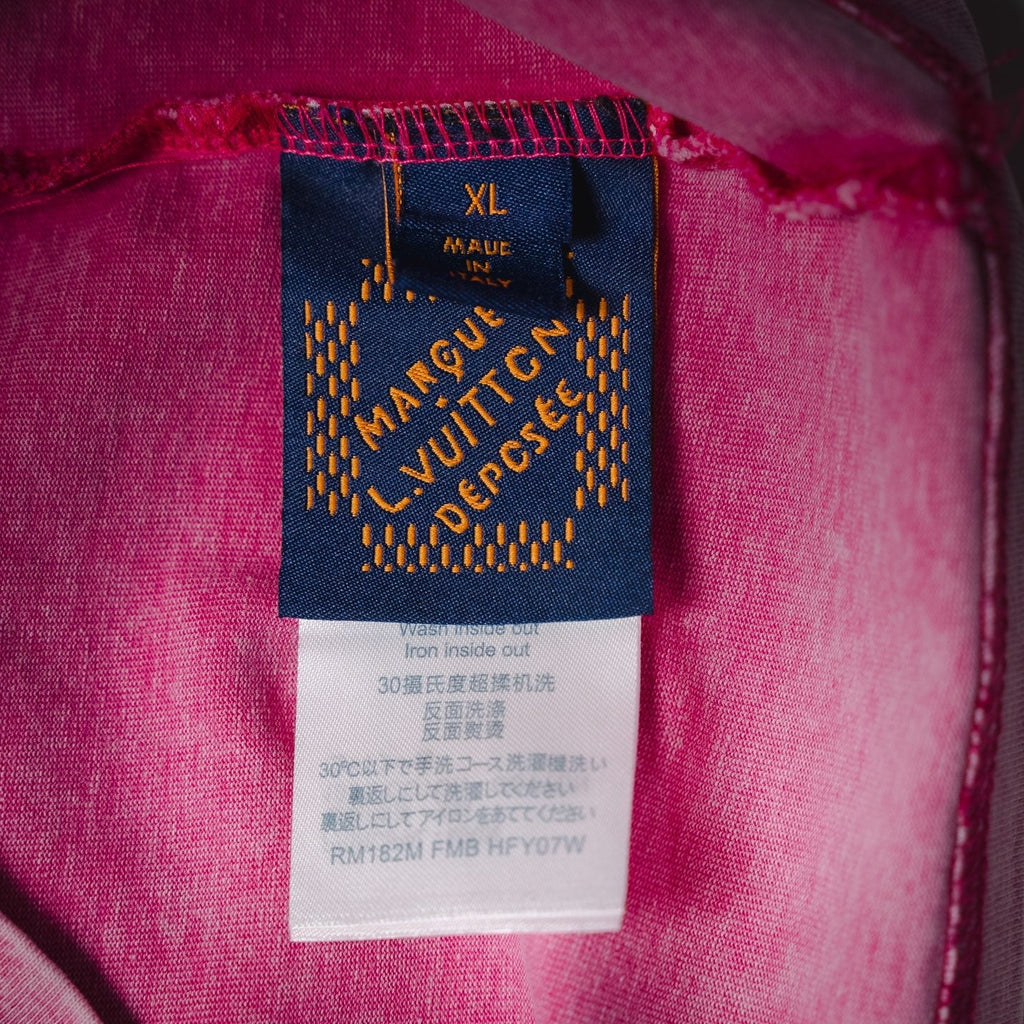 XL
MADE
IN
ITALY
MARQUE
L.VUITTON
DÉPOSÉE
Wash inside out
Iron inside out
30摄氏度超揉机洗
反面洗涤
反面熨烫
30℃以下で手洗コース洗濯機洗い
裏返しにして洗濯してください
裏返しにしてアイロンをあててください
RM182M FMB HFY07W